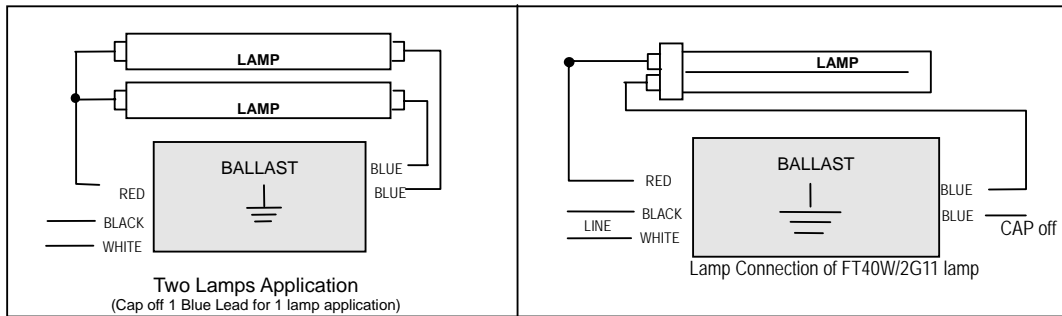 LAMP
LAMP
BALLAST
BLUE
BLUE
RED
BLACK
WHITE
Two Lamps Application
(Cap off 1 Blue Lead for 1 lamp application)
LAMP
BALLAST
RED
BLUE
BLACK
BLUE
LINE
CAP off
WHITE
Lamp Connection of FT40W/2G11 lamp